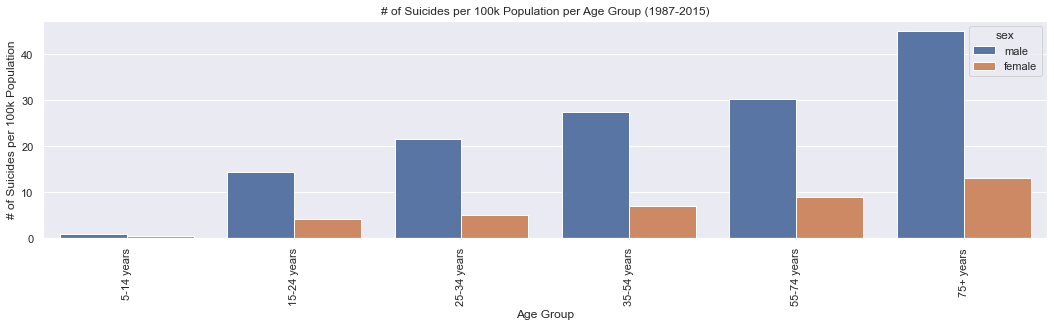 # of Suicides per 100k Population per Age Group (1987-2015)
# of Suicides per 100k Population
40
30
20
10
0
sex
male
female
5-14 years
15-24 years
25-34 years
35-54 years
55-74 years
75+ years
Age Group